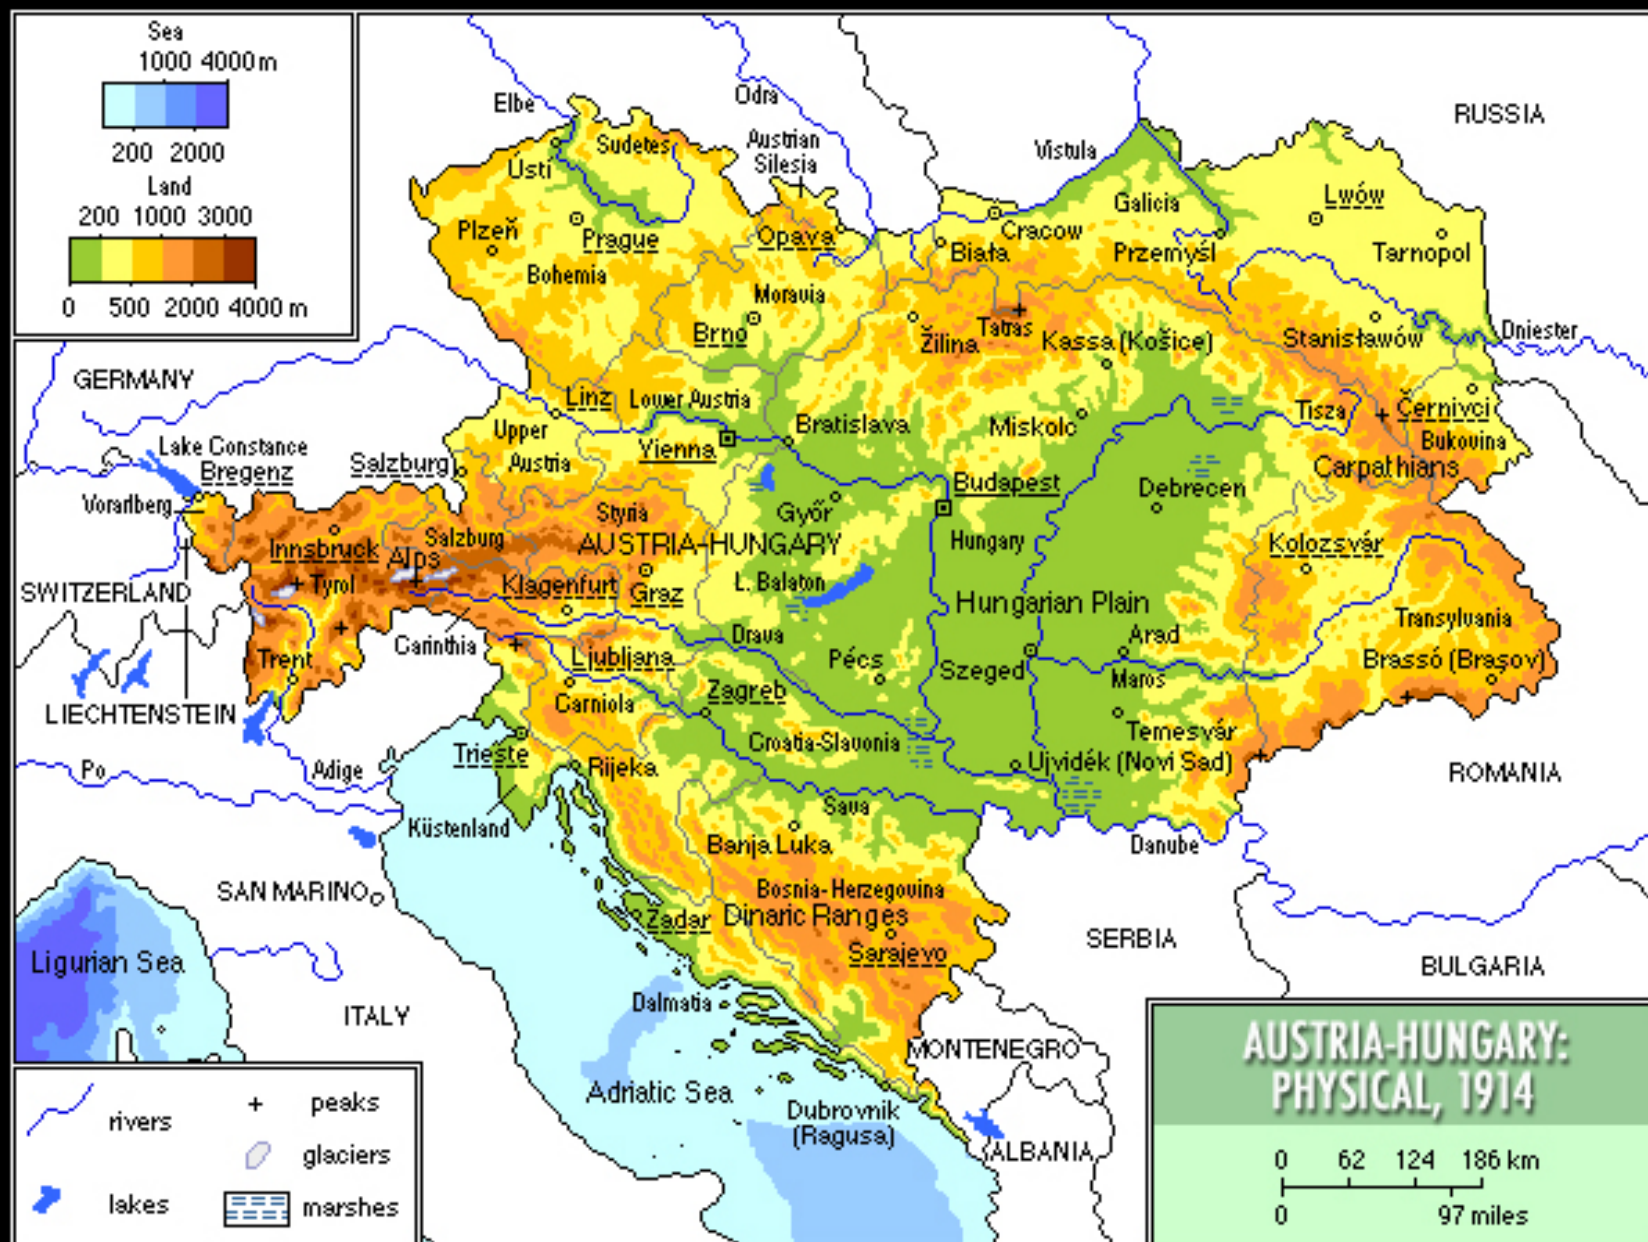 Sea
1000 4000m
200 2000
Land
200 1000 3000
0 500 2000 4000 m
Elbe
Odra
RUSSIA
Sudetes
Austrian
Silesia
Vistula
Ústí
Lwów
Galicia
Plzeň
Prague
Opava
Cracow
Biała
Przemyśl
Tarnopol
Bohemia
Moravia
Brno
Žilina
Tatras
Kassa (Košice)
Stanisławów
Dniester
GERMANY
Linz
Lower Austria
Tisza
Černivci
Upper
Austria
Bratislava
Miskolc
Bukovina
Lake Constance
Bregenz
Salzburg
Vienna
Carpathians
Vorarlberg
Budapest
Debrecen
Győr
Styria
Innsbruck
Salzburg
Alps
AUSTRIA-HUNGARY
Hungary
Kolozsvár
SWITZERLAND
Tyrol
Klagenfurt
Graz
L. Balaton
Hungarian Plain
Transylvania
Carinthia
Drava
Arad
Trent
Ljubljana
Pécs
Szeged
Brassó (Braşov)
Maros
LIECHTENSTEIN
Carniola
Zagreb
Temesvár
Trieste
Croatia-Slavonia
Po
Adige
Rijeka
Ujvidék (Novi Sad)
ROMANIA
Küstenland
Sava
Banja Luka
Danube
SAN MARINO
Bosnia-Herzegovina
Zadar
Dinaric Ranges
SERBIA
Sarajevo
Ligurian Sea
BULGARIA
ITALY
Dalmatia
MONTENEGRO
Adriatic Sea
Dubrovnik
(Ragusa)
ALBANIA
rivers
peaks
glaciers
lakes
marshes
AUSTRIA-HUNGARY:
PHYSICAL, 1914
0 62 124 186 km
0 97 miles